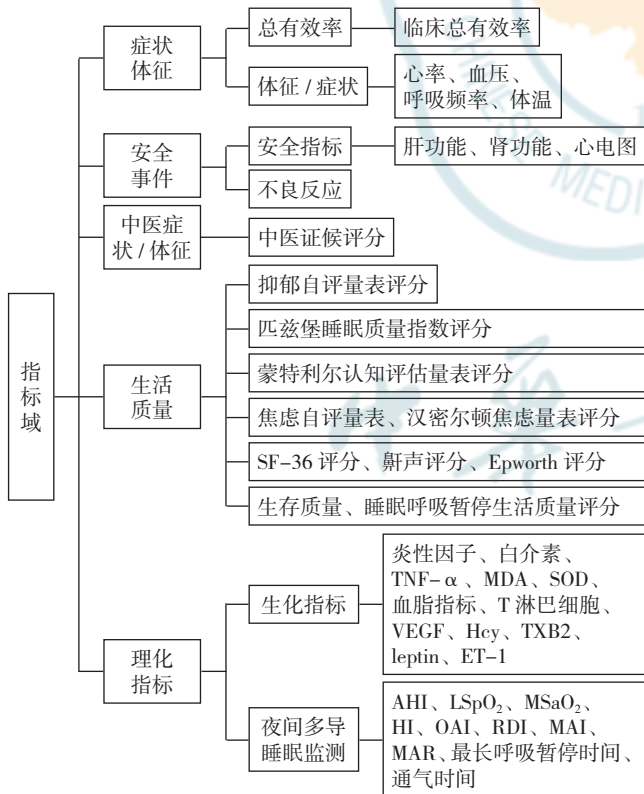 症状
体征
总有效率
临床总有效率
体征 / 症状
心率、血压、
呼吸频率、体温
安全
事件
安全指标
肝功能、肾功能、心电图
不良反应
中医症
状 / 体征
中医证候评分
指
标
域
生活
质量
抑郁自评量表评分
匹兹堡睡眠质量指数评分
蒙特利尔认知评估量表评分
焦虑自评量表、汉密尔顿焦虑量表评分
SF-36 评分、鼾声评分、Epworth 评分
生存质量、睡眠呼吸暂停生活质量评分
理化
指标
生化指标
炎性因子、白介素、
TNF-α、MDA、SOD、
血脂指标、T 淋巴细胞、
VEGF、Hcy、TXB2、
leptin、ET-1
夜间多导
睡眠监测
AHI、LSpO₂、MSaO₂、
HI、OAI、RDI、MAI、
MAR、最长呼吸暂停时间、
通气时间